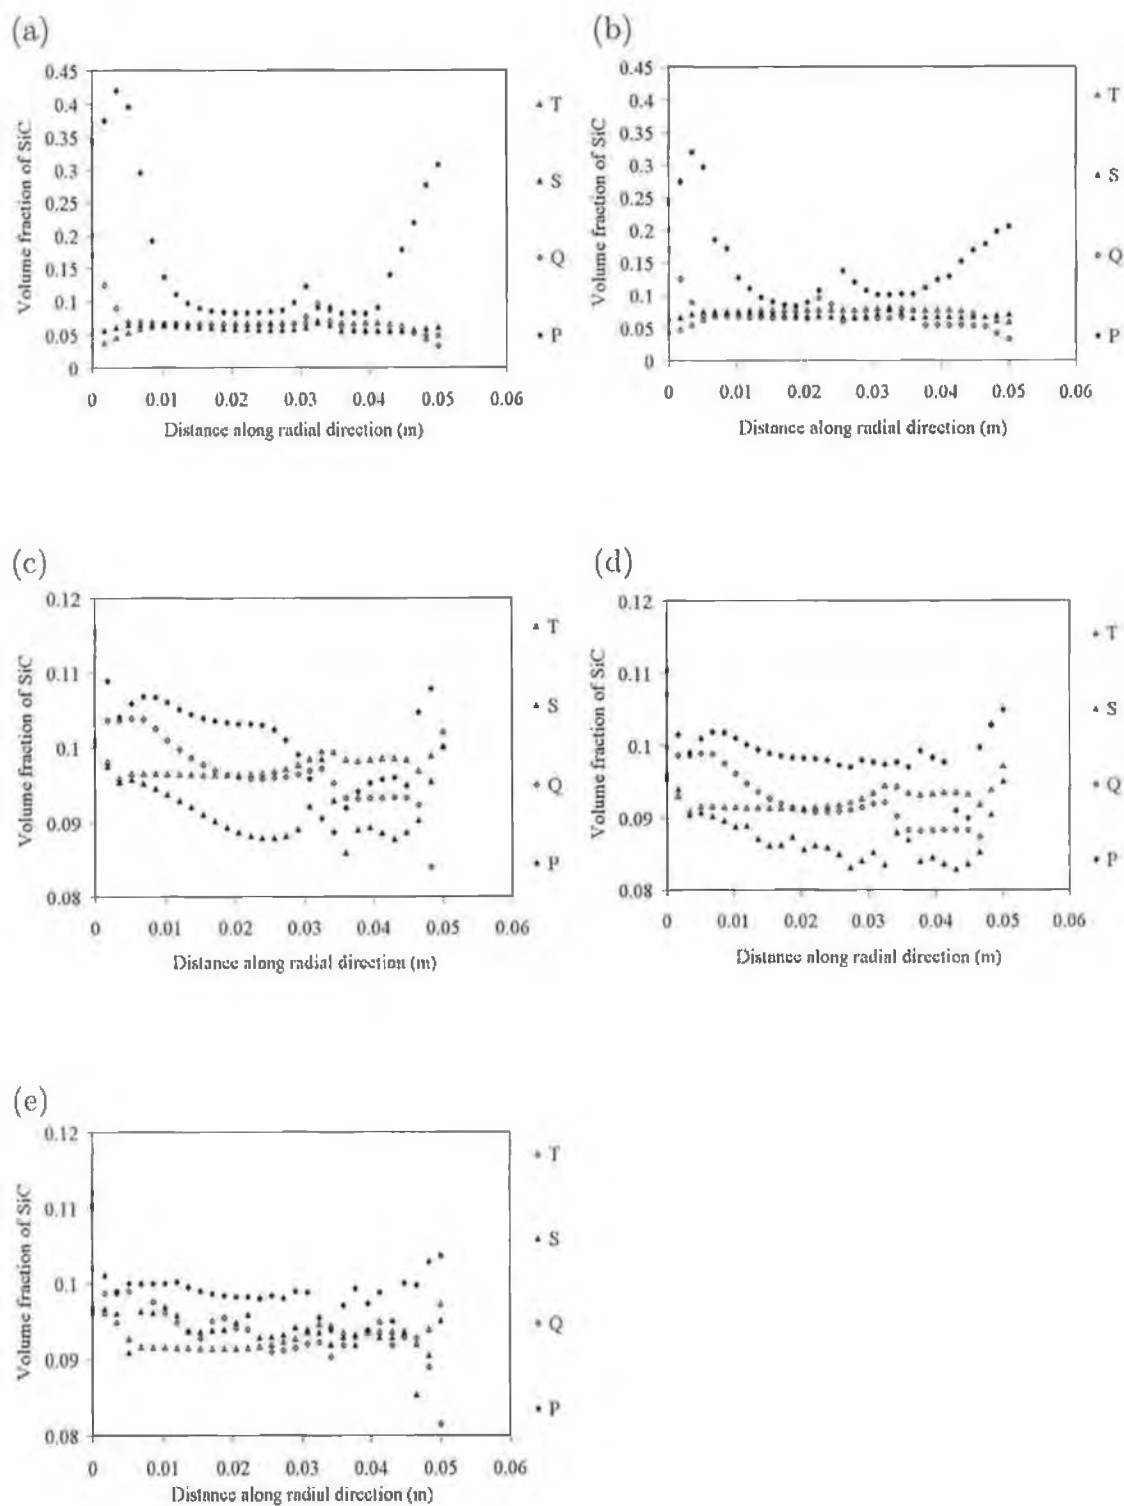 (a)
Volume fraction of SiC
0.45
0.4
0.35
0.3
0.25
0.2
0.15
0.1
0.05
0
0 0.01 0.02 0.03 0.04 0.05 0.06
Distance along radial direction (m)
T
S
Q
P
(b)
Volume fraction of SiC
0.45
0.4
0.35
0.3
0.25
0.2
0.15
0.1
0.05
0
0 0.01 0.02 0.03 0.04 0.05 0.06
Distance along radial direction (m)
T
S
Q
P
(c)
Volume fraction of SiC
0.12
0.11
0.1
0.09
0.08
0 0.01 0.02 0.03 0.04 0.05 0.06
Distance along radial direction (m)
T
S
Q
P
(d)
Volume fraction of SiC
0.12
0.11
0.1
0.09
0.08
0 0.01 0.02 0.03 0.04 0.05 0.06
Distance along radial direction (m)
T
S
Q
P
(e)
Volume fraction of SiC
0.12
0.11
0.1
0.09
0.08
0 0.01 0.02 0.03 0.04 0.05 0.06
Distance along radial direction (m)
T
S
Q
P